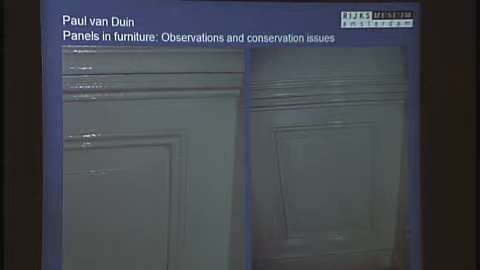 Paul van Duin
Panels in furniture: Observations and conservation issues
RIJKS MUSEUM
amsterdam